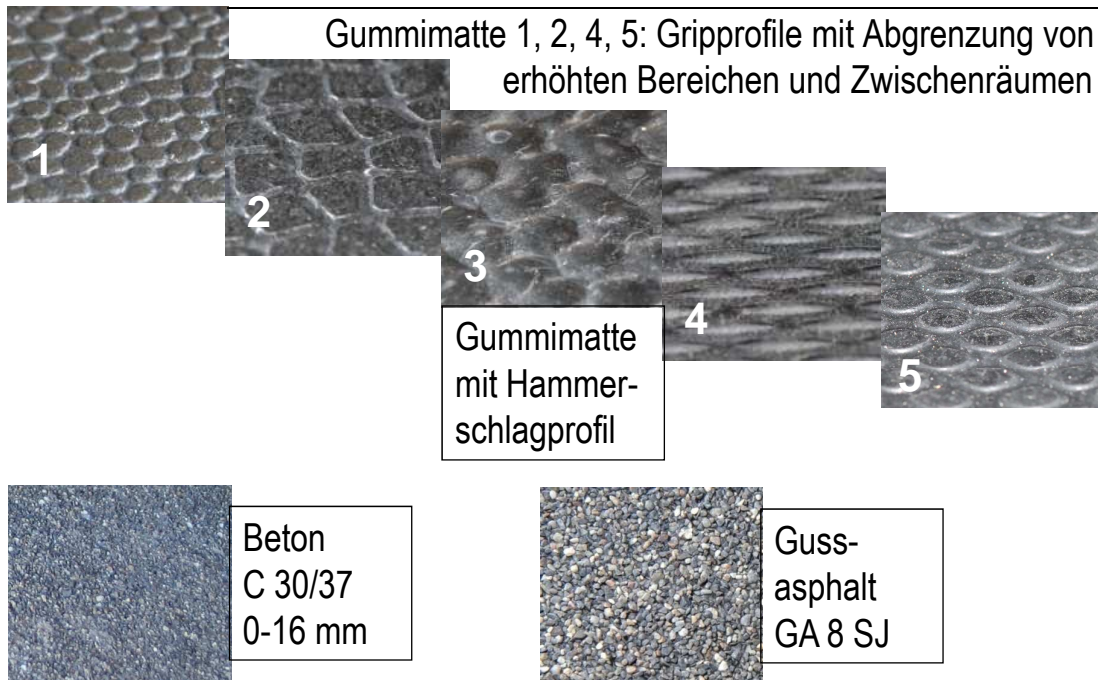 Gummimatte 1, 2, 4, 5: Gripprofile mit Abgrenzung von
erhöhten Bereichen und Zwischenräumen
1
2
3
4
5
Gummimatte
mit Hammer-
schlagprofil
Beton
C 30/37
0-16 mm
Guss-
asphalt
GA 8 SJ